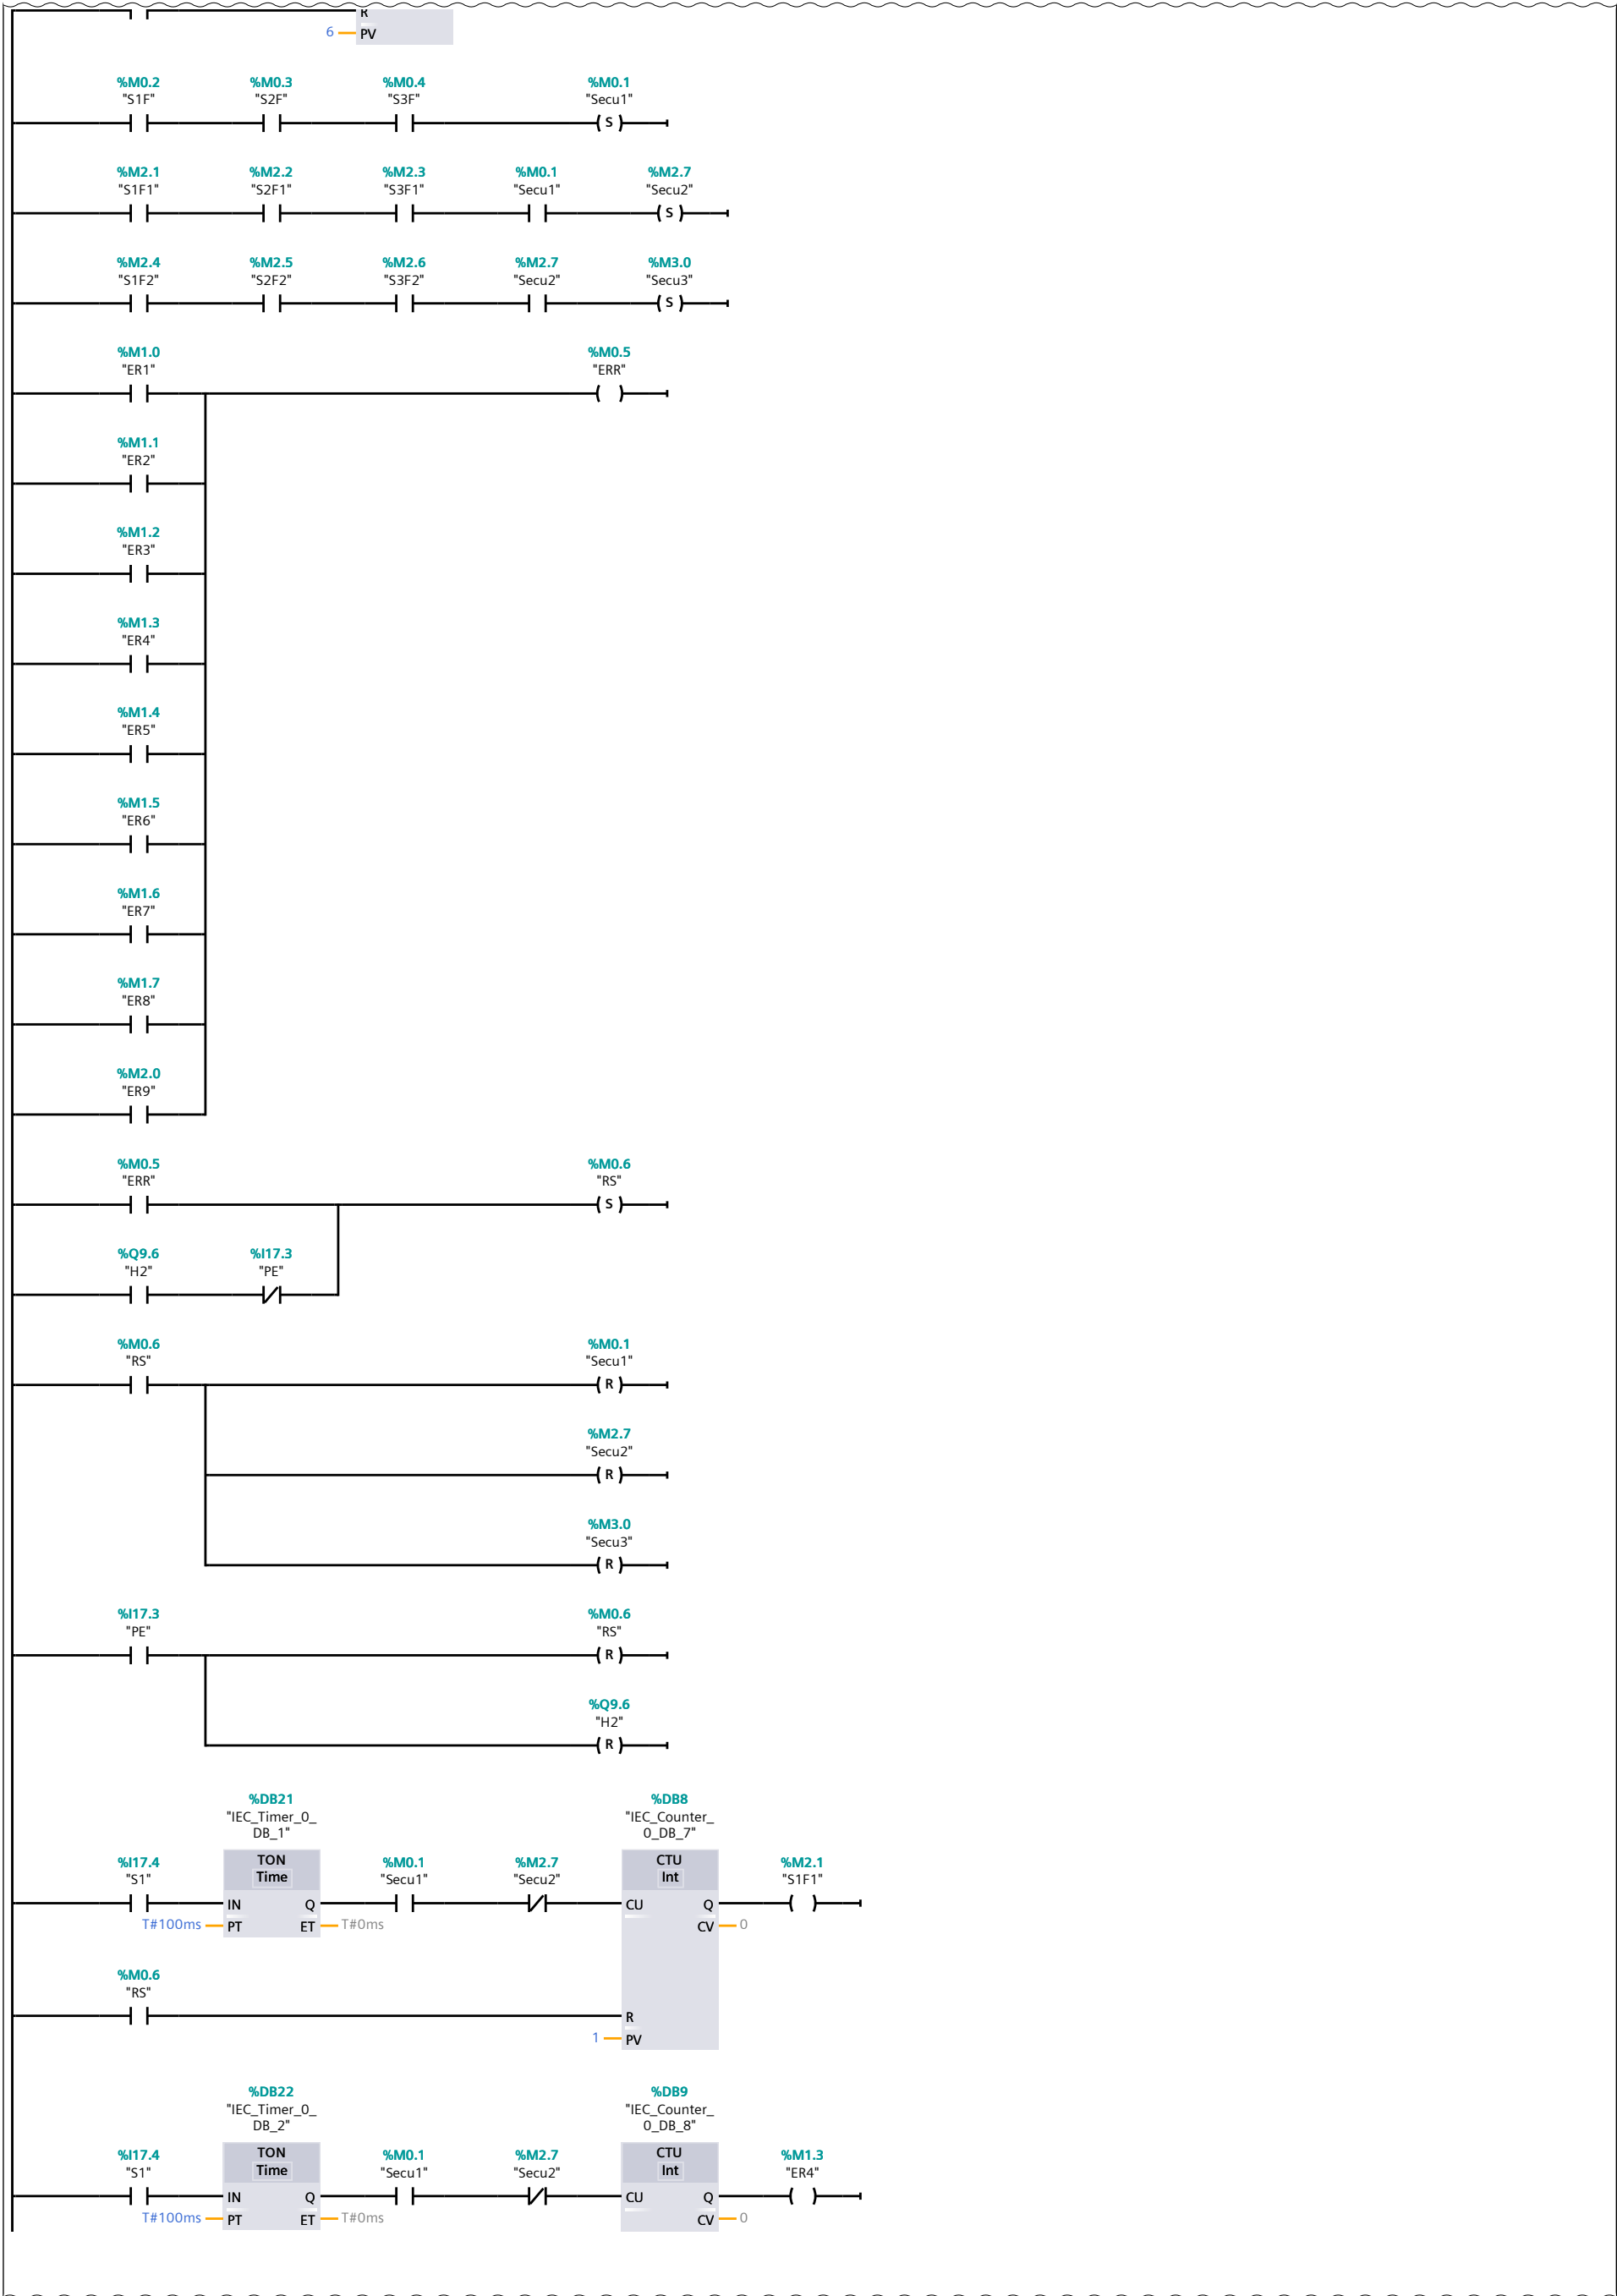 R
6 PV
%M0.2 %M0.3 %M0.4 %M0.1
"S1F" "S2F" "S3F" "Secu1"
S
%M2.1 %M2.2 %M2.3 %M0.1 %M2.7
"S1F1" "S2F1" "S3F1" "Secu1" "Secu2"
S
%M2.4 %M2.5 %M2.6 %M2.7 %M3.0
"S1F2" "S2F2" "S3F2" "Secu2" "Secu3"
S
%M1.0 %M0.5
"ER1" "ERR"
%M1.1
"ER2"
%M1.2
"ER3"
%M1.3
"ER4"
%M1.4
"ER5"
%M1.5
"ER6"
%M1.6
"ER7"
%M1.7
"ER8"
%M2.0
"ER9"
%M0.5 %M0.6
"ERR" "RS"
S
%Q9.6 %I17.3
"H2" "PE"
%M0.6 %M0.1
"RS" "Secu1"
R
%M2.7
"Secu2"
R
%M3.0
"Secu3"
R
%I17.3 %M0.6
"PE" "RS"
R
%Q9.6
"H2"
R
%DB21 %DB8
"IEC_Timer_0_ "IEC_Counter_
DB_1" 0_DB_7"
%I17.4 TON %M0.1 %M2.7 CTU %M2.1
"S1" Time "Secu1" "Secu2" Int "S1F1"
IN Q CU Q
T#100ms PT ET T#0ms CV 0
%M0.6
"RS"
R
1 PV
%DB22 %DB9
"IEC_Timer_0_ "IEC_Counter_
DB_2" 0_DB_8"
%I17.4 TON %M0.1 %M2.7 CTU %M1.3
"S1" Time "Secu1" "Secu2" Int "ER4"
IN Q CU Q
T#100ms PT ET T#0ms CV 0